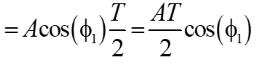 = A cos(ϕ₁) T/2 = AT/2 cos(ϕ₁)